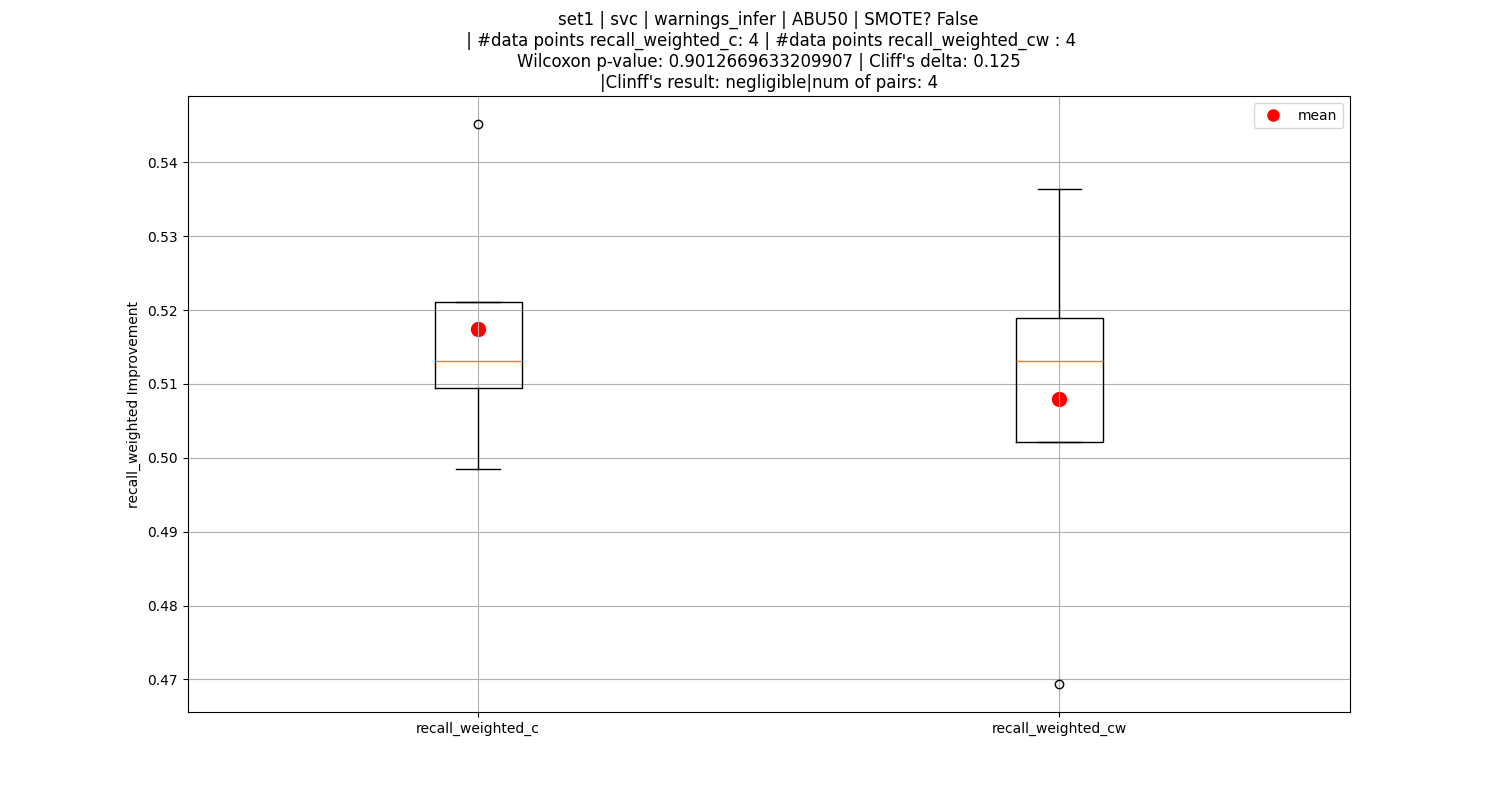 set1 | svc | warnings_infer | ABU50 | SMOTE? False
| #data points recall_weighted_c: 4 | #data points recall_weighted_cw : 4
Wilcoxon p-value: 0.9012669633209907 | Cliff's delta: 0.125
|Clinff's result: negligible|num of pairs: 4
mean
0.54
0.53
0.52
0.51
0.50
0.49
0.48
0.47
recall_weighted Improvement
recall_weighted_c
recall_weighted_cw